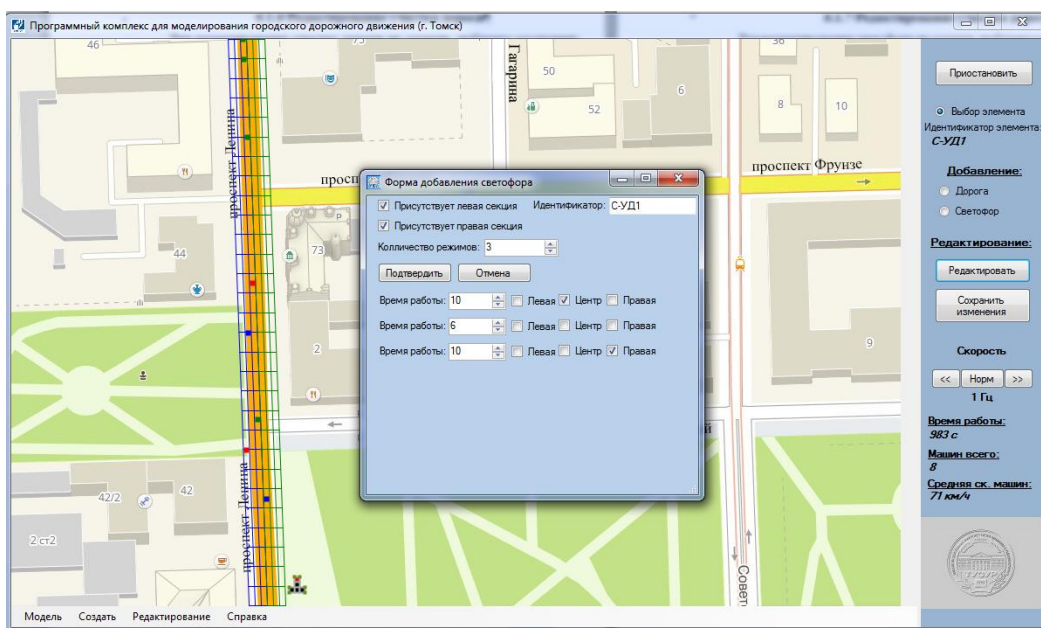 Программный комплекс для моделирования городского дорожного движения (г. Томск)
46
73
Гагарина
50
52
6
36
8
10
проспект Ленина
проспект Фрунзе
P
73
44
2
9
42/2
42
2 ст2
проспект Ленина
Форма добавления светофора
Присутствует левая секция Идентификатор: С-УД1
Присутствует правая секция
Колличество режимов: 3
Подтвердить Отмена
Время работы: 10 Левая Центр Правая
Время работы: 6 Левая Центр Правая
Время работы: 10 Левая Центр Правая
Приостановить
Выбор элемента
Идентификатор элемента:
С-УД1
Добавление:
Дорога
Светофор
Редактирование:
Редактировать
Сохранить
изменения
Скорость
<< Норм >>
1 Гц
Время работы:
983 с
Машин всего:
8
Средняя ск. машин:
71 км/ч
ТУСУР
Модель Создать Редактирование Справка